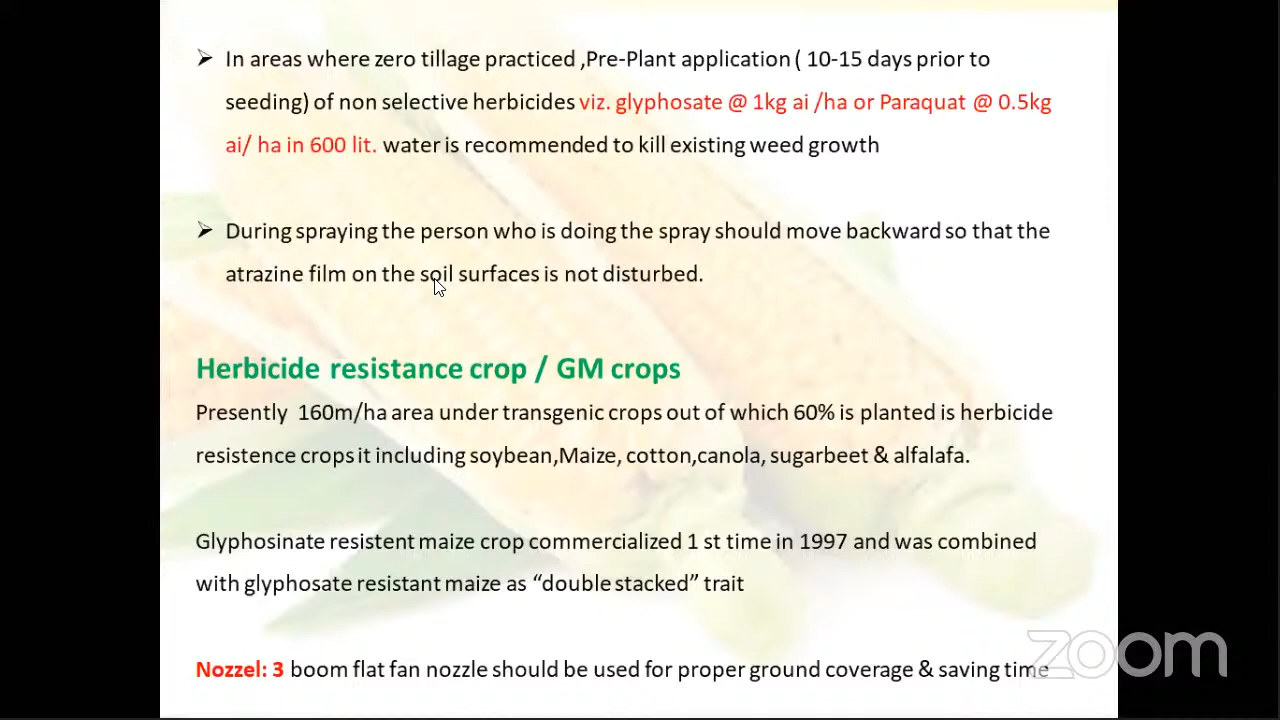 ➢ In areas where zero tillage practiced ,Pre-Plant application ( 10-15 days prior to
seeding) of non selective herbicides viz. glyphosate @ 1kg ai /ha or Paraquat @ 0.5kg
ai/ ha in 600 lit. water is recommended to kill existing weed growth
➢ During spraying the person who is doing the spray should move backward so that the
atrazine film on the soil surfaces is not disturbed.
Herbicide resistance crop / GM crops
Presently 160m/ha area under transgenic crops out of which 60% is planted is herbicide
resistence crops it including soybean,Maize, cotton,canola, sugarbeet & alfalafa.
Glyphosinate resistent maize crop commercialized 1 st time in 1997 and was combined
with glyphosate resistant maize as “double stacked” trait
Nozzel: 3 boom flat fan nozzle should be used for proper ground coverage & saving time
zoom